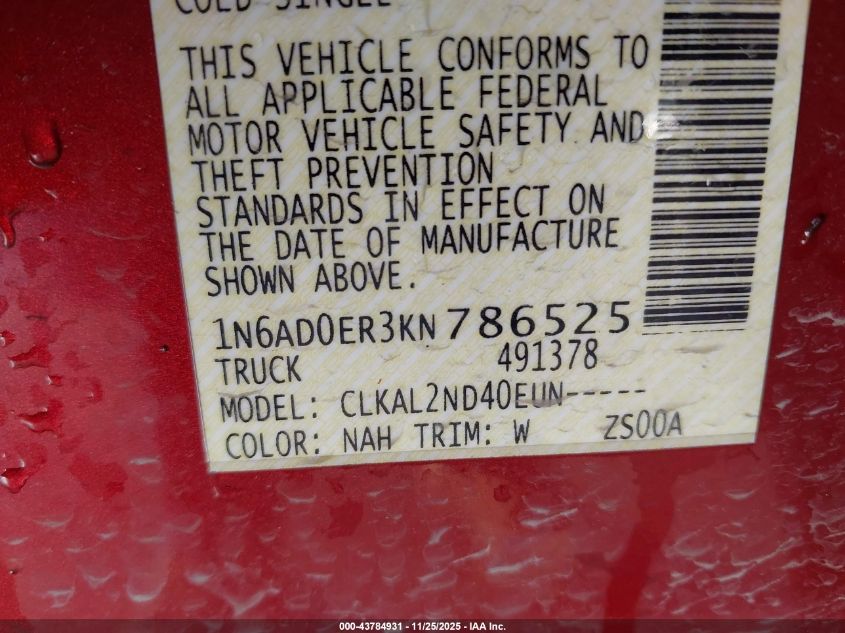 COLD SINGLE
THIS VEHICLE CONFORMS TO
ALL APPLICABLE FEDERAL
MOTOR VEHICLE SAFETY AND
THEFT PREVENTION
STANDARDS IN EFFECT ON
THE DATE OF MANUFACTURE
SHOWN ABOVE.
1N6AD0ER3KN786525
TRUCK 491378
MODEL: CLKAL2ND40EUN-----
COLOR: NAH TRIM: W ZS00A
000-43784931 - 11/25/2025 - IAA Inc.